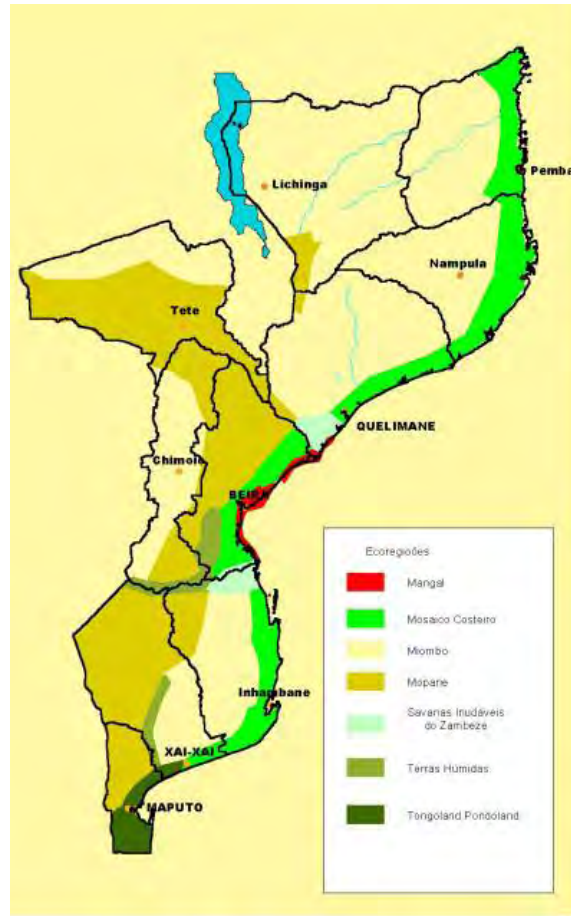 Lichinga
Pemba
Nampula
Tete
QUELIMANE
Chimoio
BEIRA
Inhambane
XAI-XAI
MAPUTO
Ecoregiões
Mangal
Mosaico Costeiro
Miombo
Mopane
Savanas Inudáveis
do Zambeze
Terras Húmidas
Tongoland Pondoland